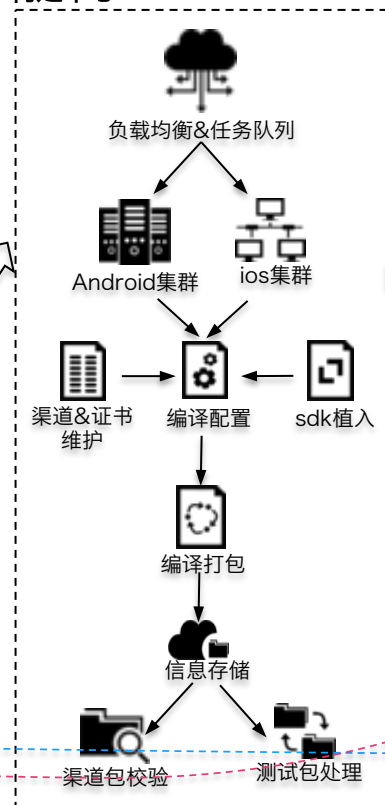 负载均衡&任务队列
Android集群
ios集群
渠道&证书
维护
编译配置
sdk植入
编译打包
信息存储
渠道包校验
测试包处理